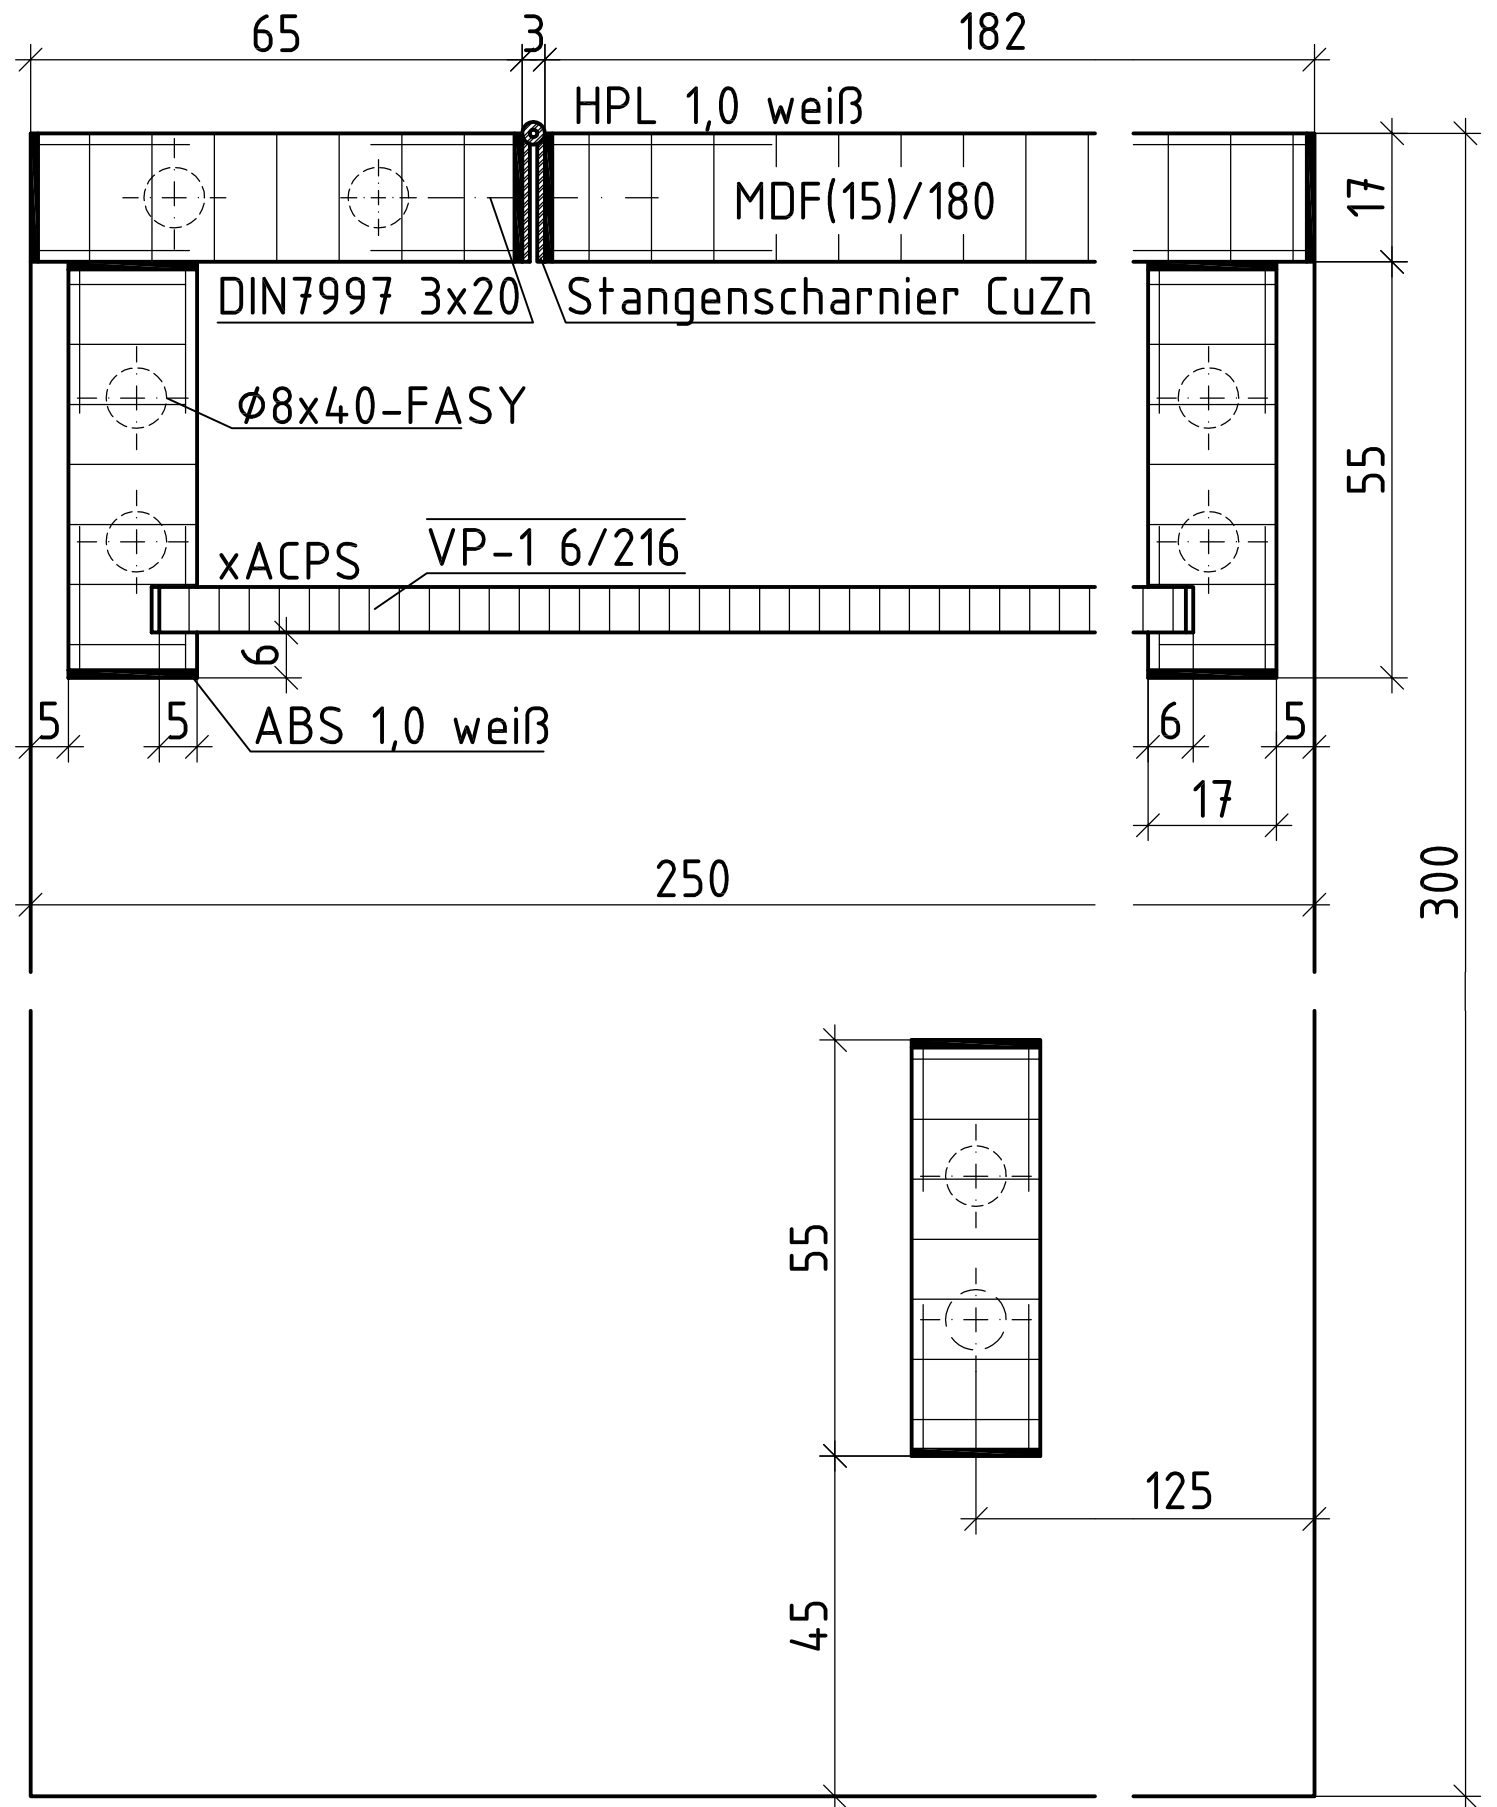 65 3 182
HPL 1,0 weiß
MDF(15)/180
17
DIN7997 3x20
Stangenscharnier CuZn
Ø8x40-FASY
55
xACPS
VP-1 6/216
6
5 5
ABS 1,0 weiß
6 5
17
250
300
55
125
45